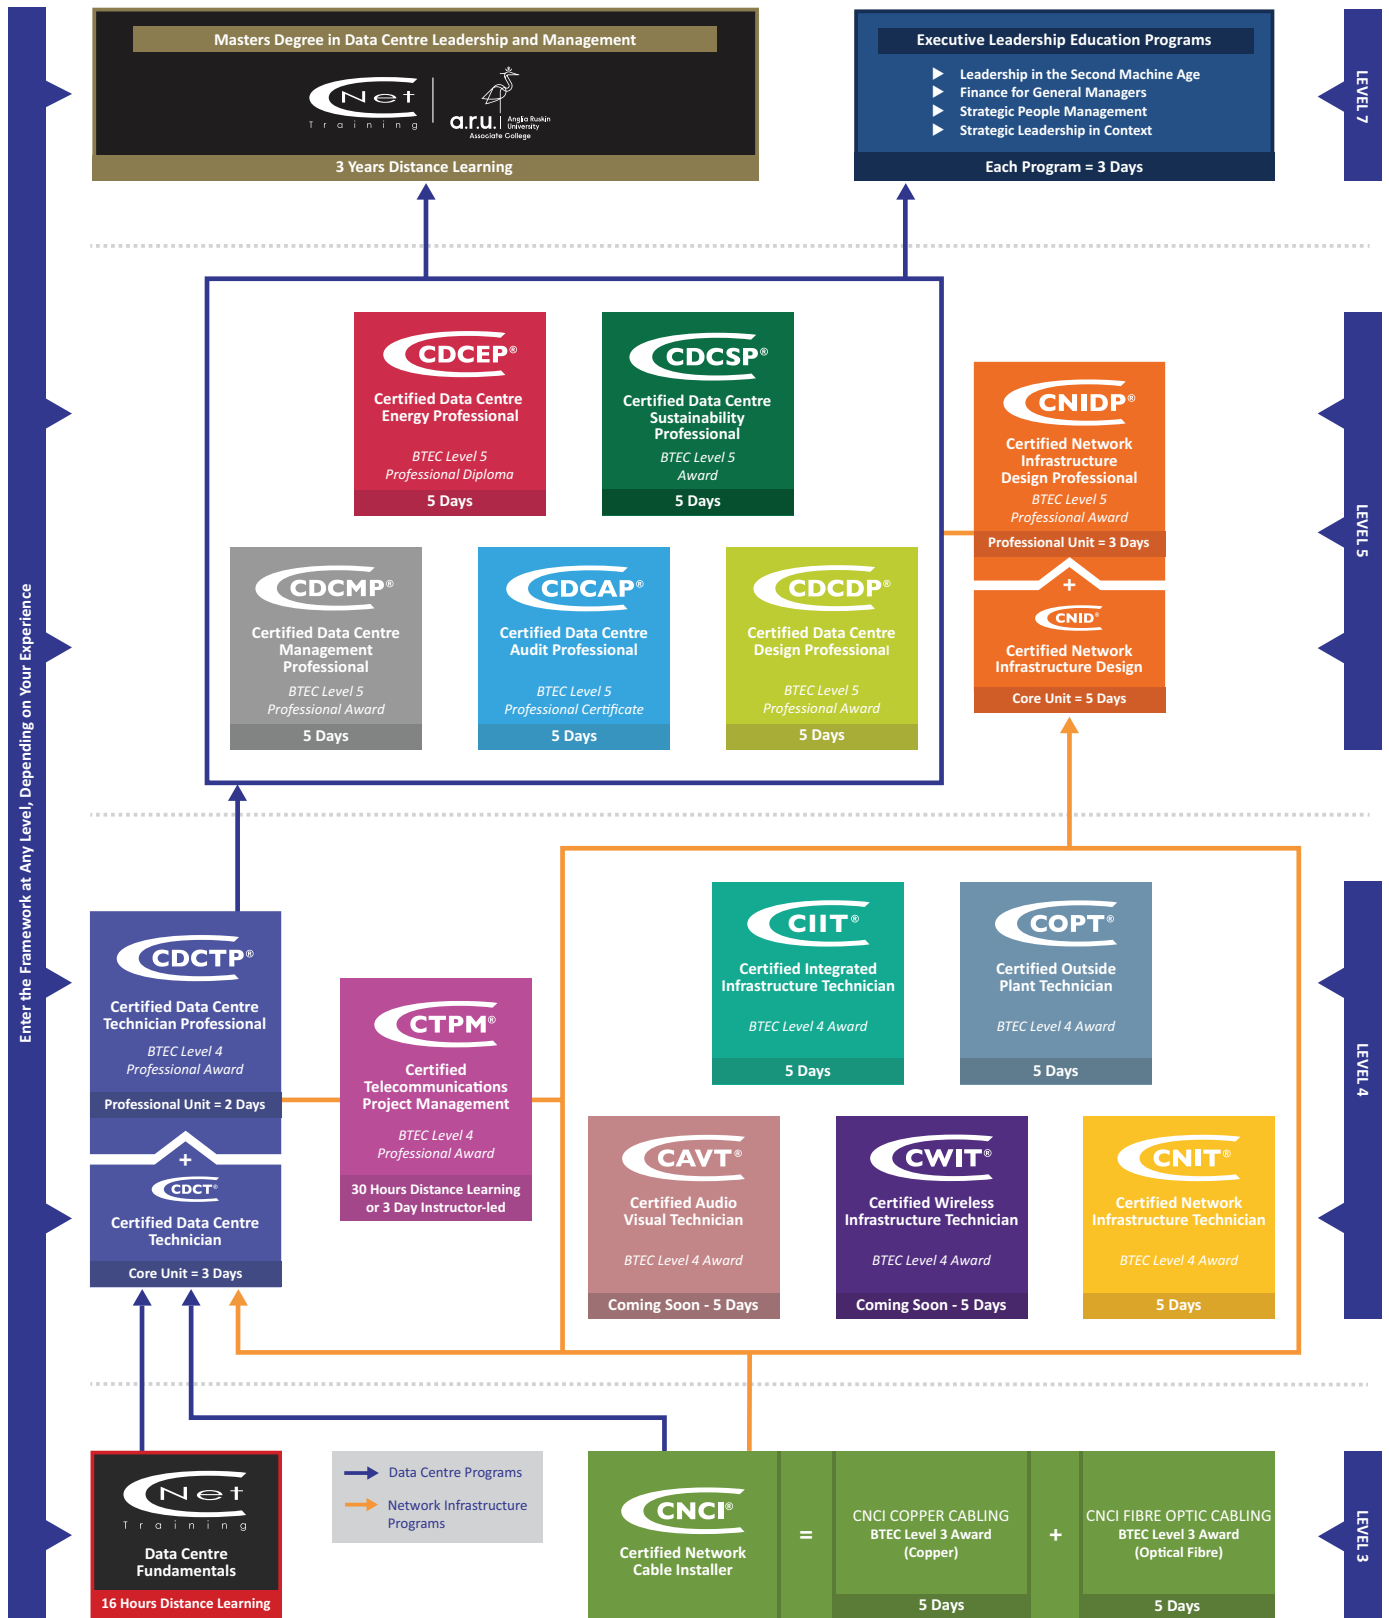 Masters Degree in Data Centre Leadership and Management
CNet
Training
a.r.u.
Anglia Ruskin
University
Associate College
3 Years Distance Learning
Executive Leadership Education Programs
Leadership in the Second Machine Age
Finance for General Managers
Strategic People Management
Strategic Leadership in Context
Each Program = 3 Days
LEVEL 7
Enter the Framework at Any Level, Depending on Your Experience
CDCEP®
Certified Data Centre
Energy Professional
BTEC Level 5
Professional Diploma
5 Days
CDCSP®
Certified Data Centre
Sustainability
Professional
BTEC Level 5
Award
5 Days
CNIDP®
Certified Network
Infrastructure
Design Professional
BTEC Level 5
Professional Award
Professional Unit = 3 Days
+
CNID®
Certified Network
Infrastructure Design
Core Unit = 5 Days
CDCMP®
Certified Data Centre
Management
Professional
BTEC Level 5
Professional Award
5 Days
CDCAP®
Certified Data Centre
Audit Professional
BTEC Level 5
Professional Certificate
5 Days
CDCDP®
Certified Data Centre
Design Professional
BTEC Level 5
Professional Award
5 Days
LEVEL 5
CDCTP®
Certified Data Centre
Technician Professional
BTEC Level 4
Professional Award
Professional Unit = 2 Days
+
CDCT®
Certified Data Centre
Technician
Core Unit = 3 Days
CTPM®
Certified
Telecommunications
Project Management
BTEC Level 4
Professional Award
30 Hours Distance Learning
or 3 Day Instructor-led
CIIT®
Certified Integrated
Infrastructure Technician
BTEC Level 4 Award
5 Days
COPT®
Certified Outside
Plant Technician
BTEC Level 4 Award
5 Days
CAVT®
Certified Audio
Visual Technician
BTEC Level 4 Award
Coming Soon - 5 Days
CWIT®
Certified Wireless
Infrastructure Technician
BTEC Level 4 Award
Coming Soon - 5 Days
CNIT®
Certified Network
Infrastructure Technician
BTEC Level 4 Award
5 Days
LEVEL 4
CNet
Training
Data Centre
Fundamentals
16 Hours Distance Learning
Data Centre Programs
Network Infrastructure
Programs
CNCI®
Certified Network
Cable Installer
=
CNCI COPPER CABLING
BTEC Level 3 Award
(Copper)
5 Days
+
CNCI FIBRE OPTIC CABLING
BTEC Level 3 Award
(Optical Fibre)
5 Days
LEVEL 3